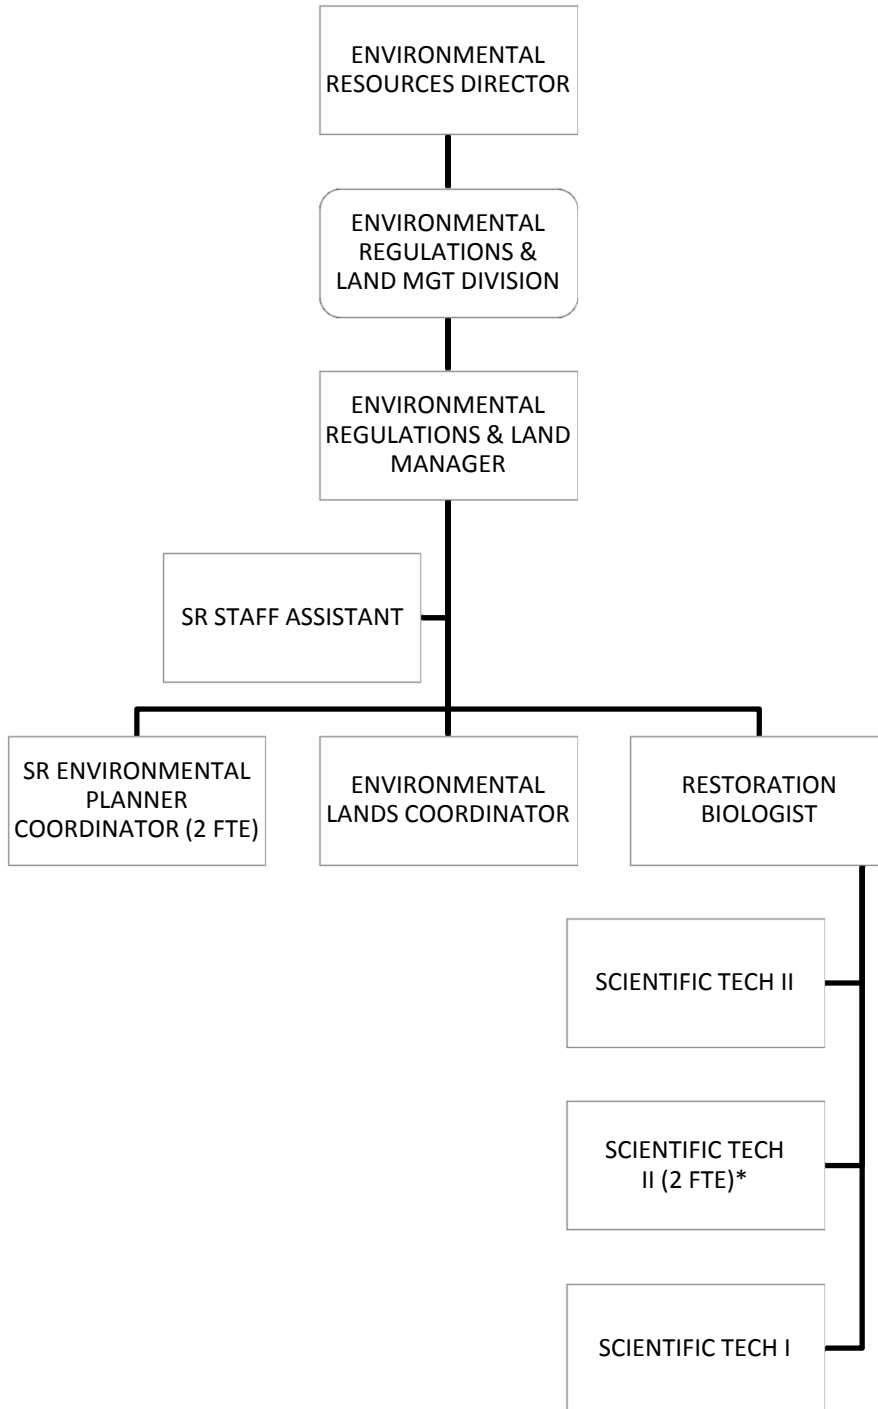 ENVIRONMENTAL
RESOURCES DIRECTOR
ENVIRONMENTAL
REGULATIONS &
LAND MGT DIVISION
ENVIRONMENTAL
REGULATIONS & LAND
MANAGER
SR STAFF ASSISTANT
SR ENVIRONMENTAL
PLANNER
COORDINATOR (2 FTE)
ENVIRONMENTAL
LANDS COORDINATOR
RESTORATION
BIOLOGIST
SCIENTIFIC TECH II
SCIENTIFIC TECH
II (2 FTE)*
SCIENTIFIC TECH I